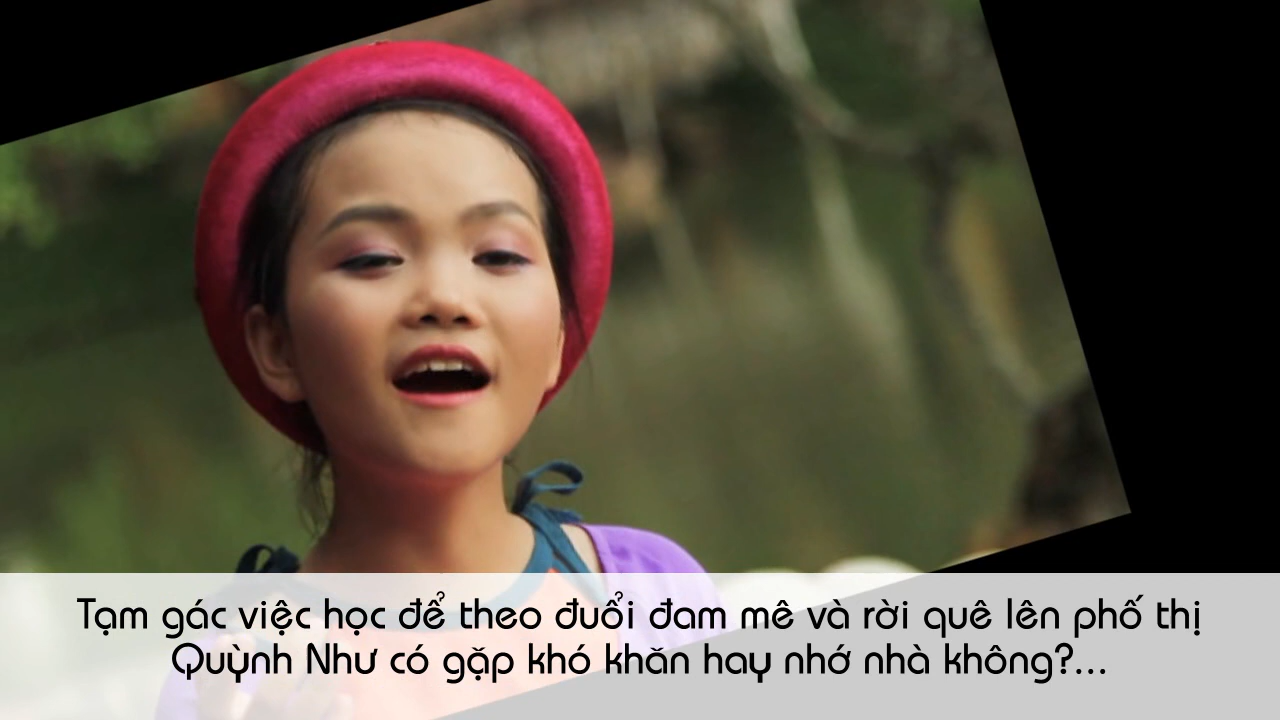 Tạm gác việc học để theo đuổi đam mê và rời quê lên phố thị
Quỳnh Như có gặp khó khăn hay nhớ nhà không?...